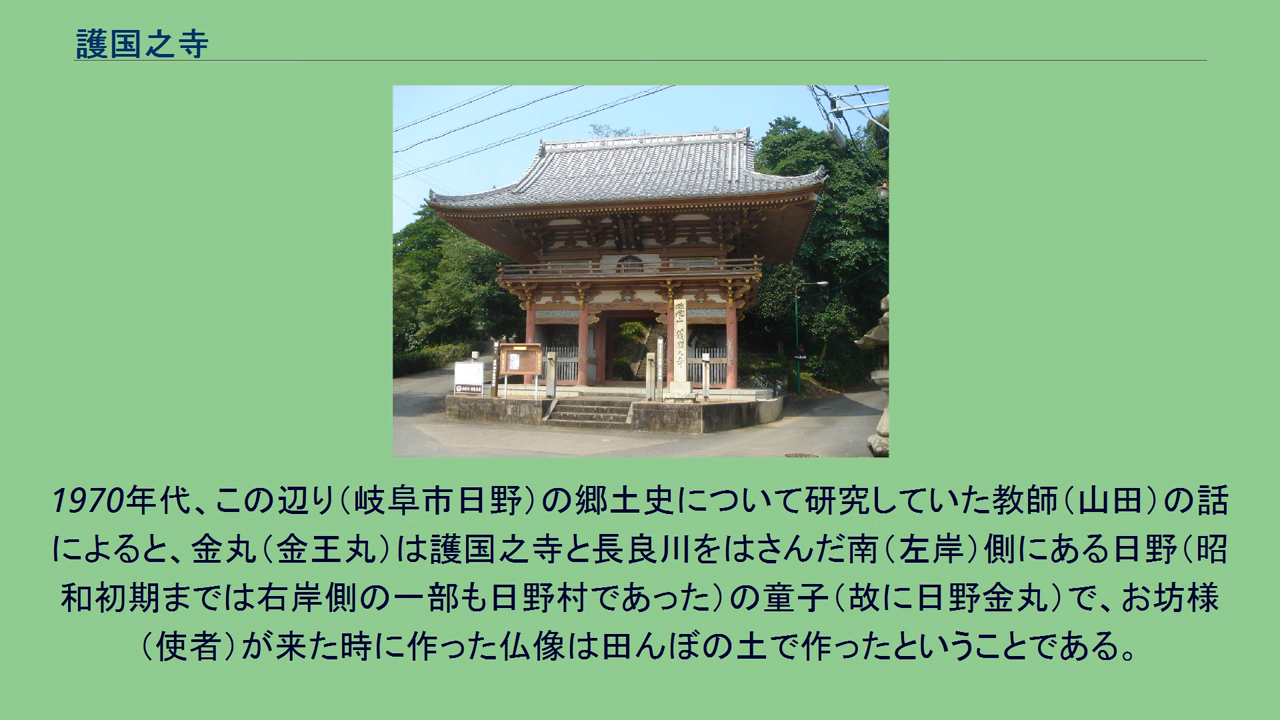 護国之寺
雄総山 護國之寺
1970年代、この辺り（岐阜市日野）の郷土史について研究していた教師（山田）の話
によると、金丸（金王丸）は護国之寺と長良川をはさんだ南（左岸）側にある日野（昭
和初期までは右岸側の一部も日野村であった）の童子（故に日野金丸）で、お坊様
（使者）が来た時に作った仏像は田んぼの土で作ったということである。